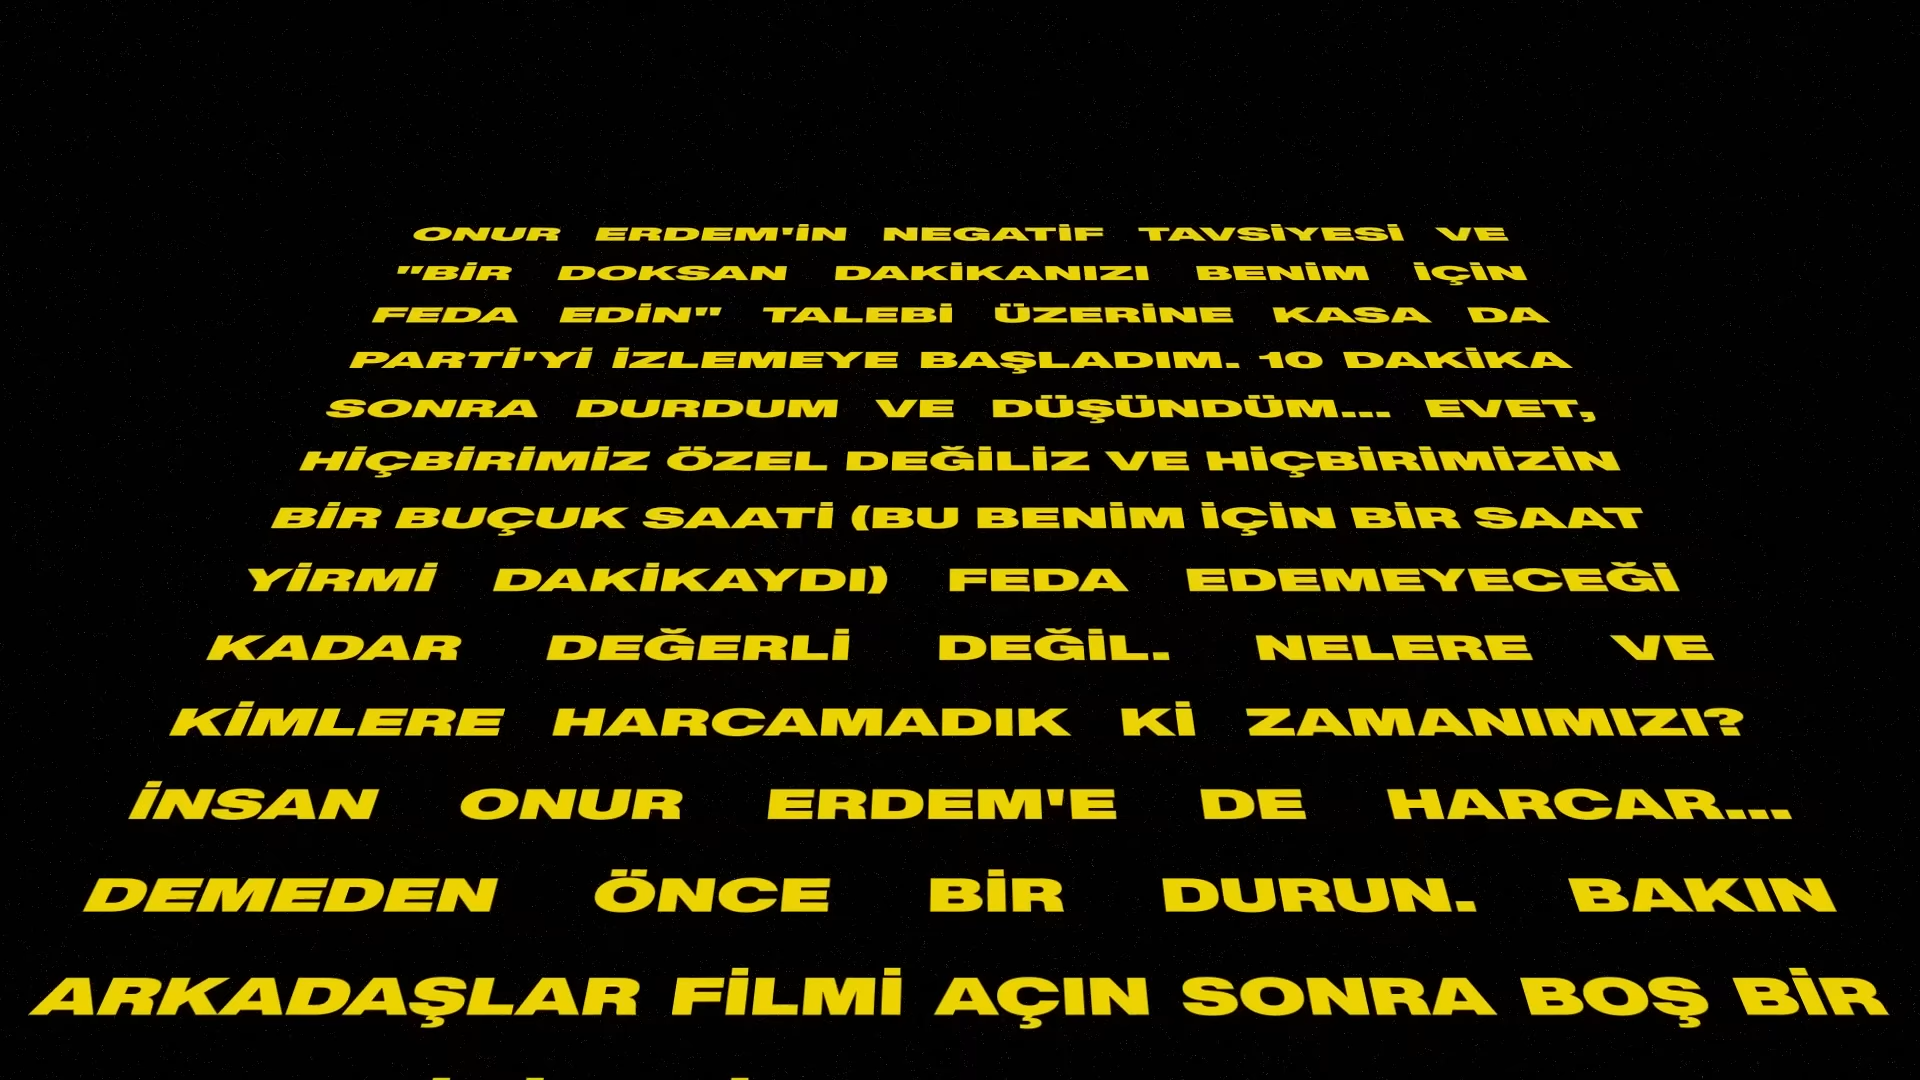 ONUR ERDEM'İN NEGATİF TAVSİYESİ VE
"BİR DOKSAN DAKİKANIZI BENİM İÇİN
FEDA EDİN" TALEBİ ÜZERİNE KASA DA
PARTİ'Yİ İZLEMEYE BAŞLADIM. 10 DAKİKA
SONRA DURDUM VE DÜŞÜNDÜM... EVET,
HİÇBİRİMİZ ÖZEL DEĞİLİZ VE HİÇBİRİMİZİN
BİR BUÇUK SAATİ (BU BENİM İÇİN BİR SAAT
YİRMİ DAKİKAYDI) FEDA EDEMEYECEĞİ
KADAR DEĞERLİ DEĞİL. NELERE VE
KİMLERE HARCAMADIK Kİ ZAMANIMIZI?
İNSAN ONUR ERDEM'E DE HARCAR...
DEMEDEN ÖNCE BİR DURUN. BAKIN
ARKADAŞLAR FİLMİ AÇIN SONRA BOŞ BİR